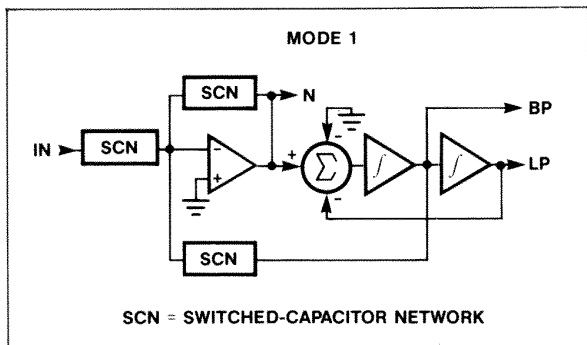 MODE 1
SCN
N
BP
IN
SCN
-
+
+
-
Σ
-
∫
∫
LP
SCN
SCN = SWITCHED-CAPACITOR NETWORK